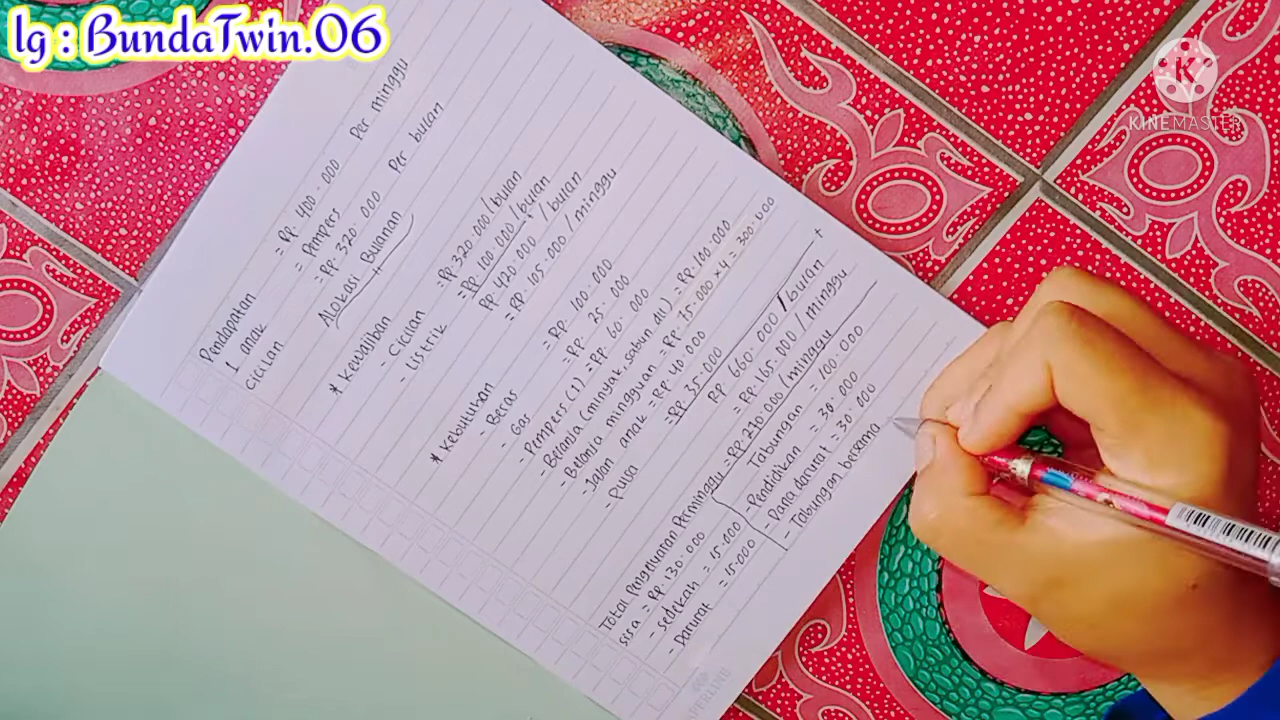 Ig : BundaTwin.06
KINEMASTER
Pendapatan = Rp. 400.000 Per minggu
1 anak = Pempers
Cicilan = Rp. 320.000 Per bulan
Alokasi Bulanan
* Kewajiban
- Cicilan = Rp. 320.000/bulan
- Listrik = Rp. 100.000/bulan
Rp 420.000 /bulan
= Rp. 105.000 /minggu
* Kebutuhan
- Beras = Rp. 100.000
- Gas = Rp. 25.000
- Pempers (1) = Rp. 60.000
- Belanja (minyak, sabun, dll) = Rp. 100.000
- Belanja mingguan = Rp. 75.000 x 4 = 300.000
- Jajan anak = Rp. 40.000
- Pulsa = Rp. 35.000 +
Rp 660.000 /bulan
= Rp. 165.000 /minggu
Total Pengeluaran Perminggu = Rp. 270.000/minggu
sisa = Rp. 130.000
Tabungan = 100.000
- sedekah = 15.000
- Pendidikan = 30.000
- Darurat = 15.000
- Dana darurat = 30.000
- Tabungan bersama